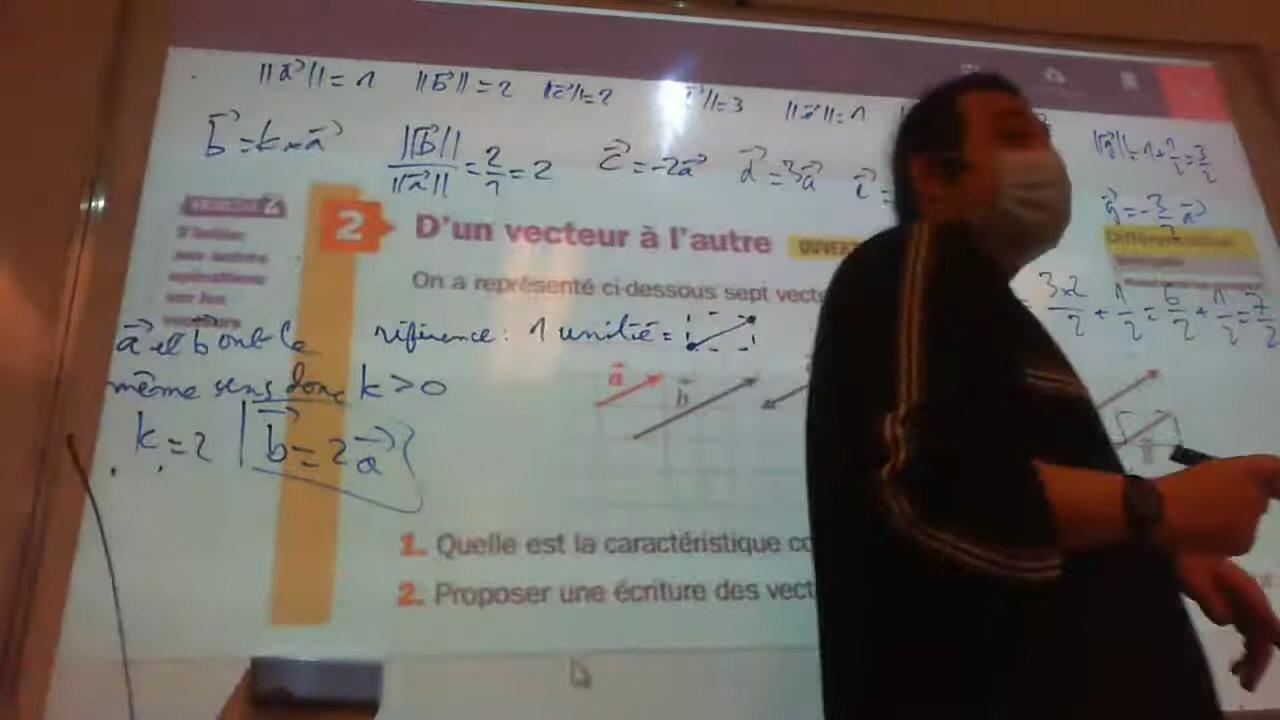 ||a⃗|| = 1 ||b⃗|| = 2 ||c⃗|| = 2 || = 3 || = 1
b⃗ = k × a⃗ ||b⃗|| / ||a⃗|| = 2/1 = 2 c⃗ = -2a⃗ d⃗ = 3a⃗ e⃗ =
||g⃗|| = 1 + 1/2 = 3/2
g⃗ = -3/2 a⃗
2 D'un vecteur à l'autre
On a représenté ci-dessous sept vect
3×2/2 + 1/2 = 6/2 + 1/2 = 7/2
a⃗ et b⃗ ont le
référence : 1 unité =
même sens donc k > 0
a⃗ b⃗
k = 2 | b⃗ = 2a⃗
1. Quelle est la caractéristique co
2. Proposer une écriture des vect